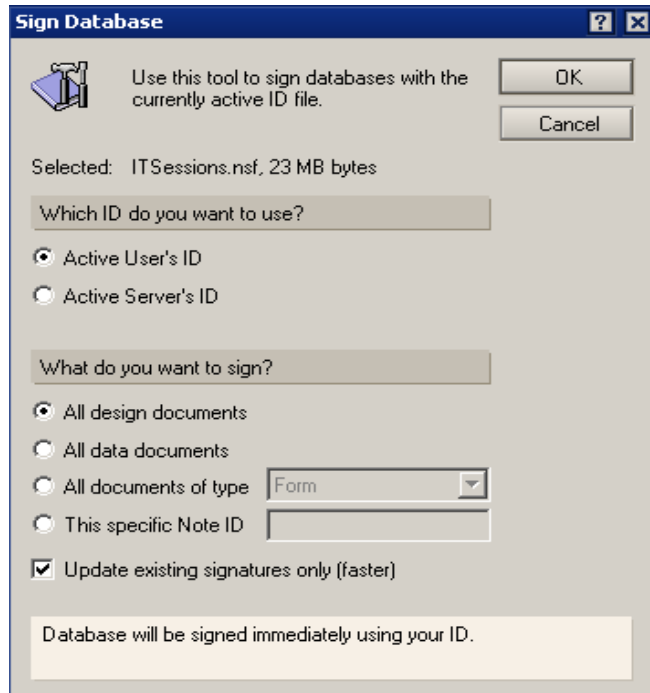 Sign Database
Use this tool to sign databases with the
currently active ID file.
OK
Cancel
Selected: ITSessions.nsf, 23 MB bytes
Which ID do you want to use?
Active User's ID
Active Server's ID
What do you want to sign?
All design documents
All data documents
All documents of type Form
This specific Note ID
Update existing signatures only (faster)
Database will be signed immediately using your ID.